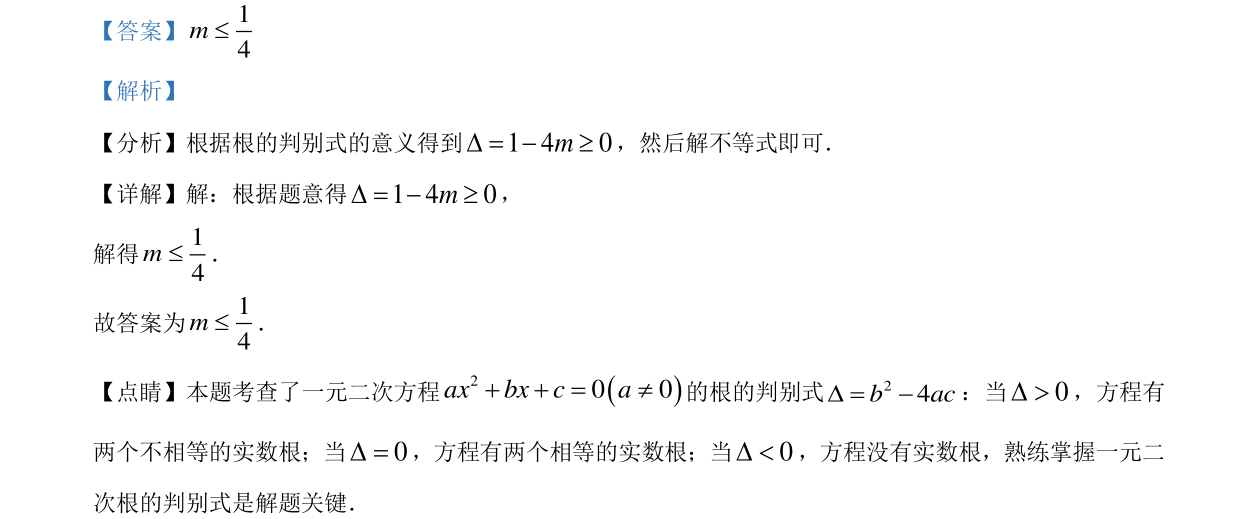 【答案】m ≤ 1/4
【解析】
【分析】根据根的判别式的意义得到Δ = 1 − 4m ≥ 0，然后解不等式即可．
【详解】解：根据题意得Δ = 1 − 4m ≥ 0，
解得m ≤ 1/4．
故答案为m ≤ 1/4．
【点睛】本题考查了一元二次方程ax² + bx + c = 0(a ≠ 0)的根的判别式Δ = b² − 4ac：当Δ > 0，方程有
两个不相等的实数根；当Δ = 0，方程有两个相等的实数根；当Δ < 0，方程没有实数根，熟练掌握一元二
次根的判别式是解题关键．